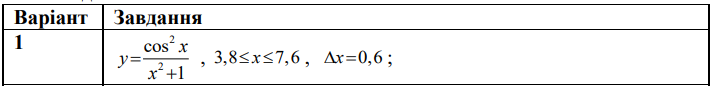 Варіант Завдання
1 y = cos² x / x² + 1 , 3,8 ≤ x ≤ 7,6 , Δx = 0,6 ;